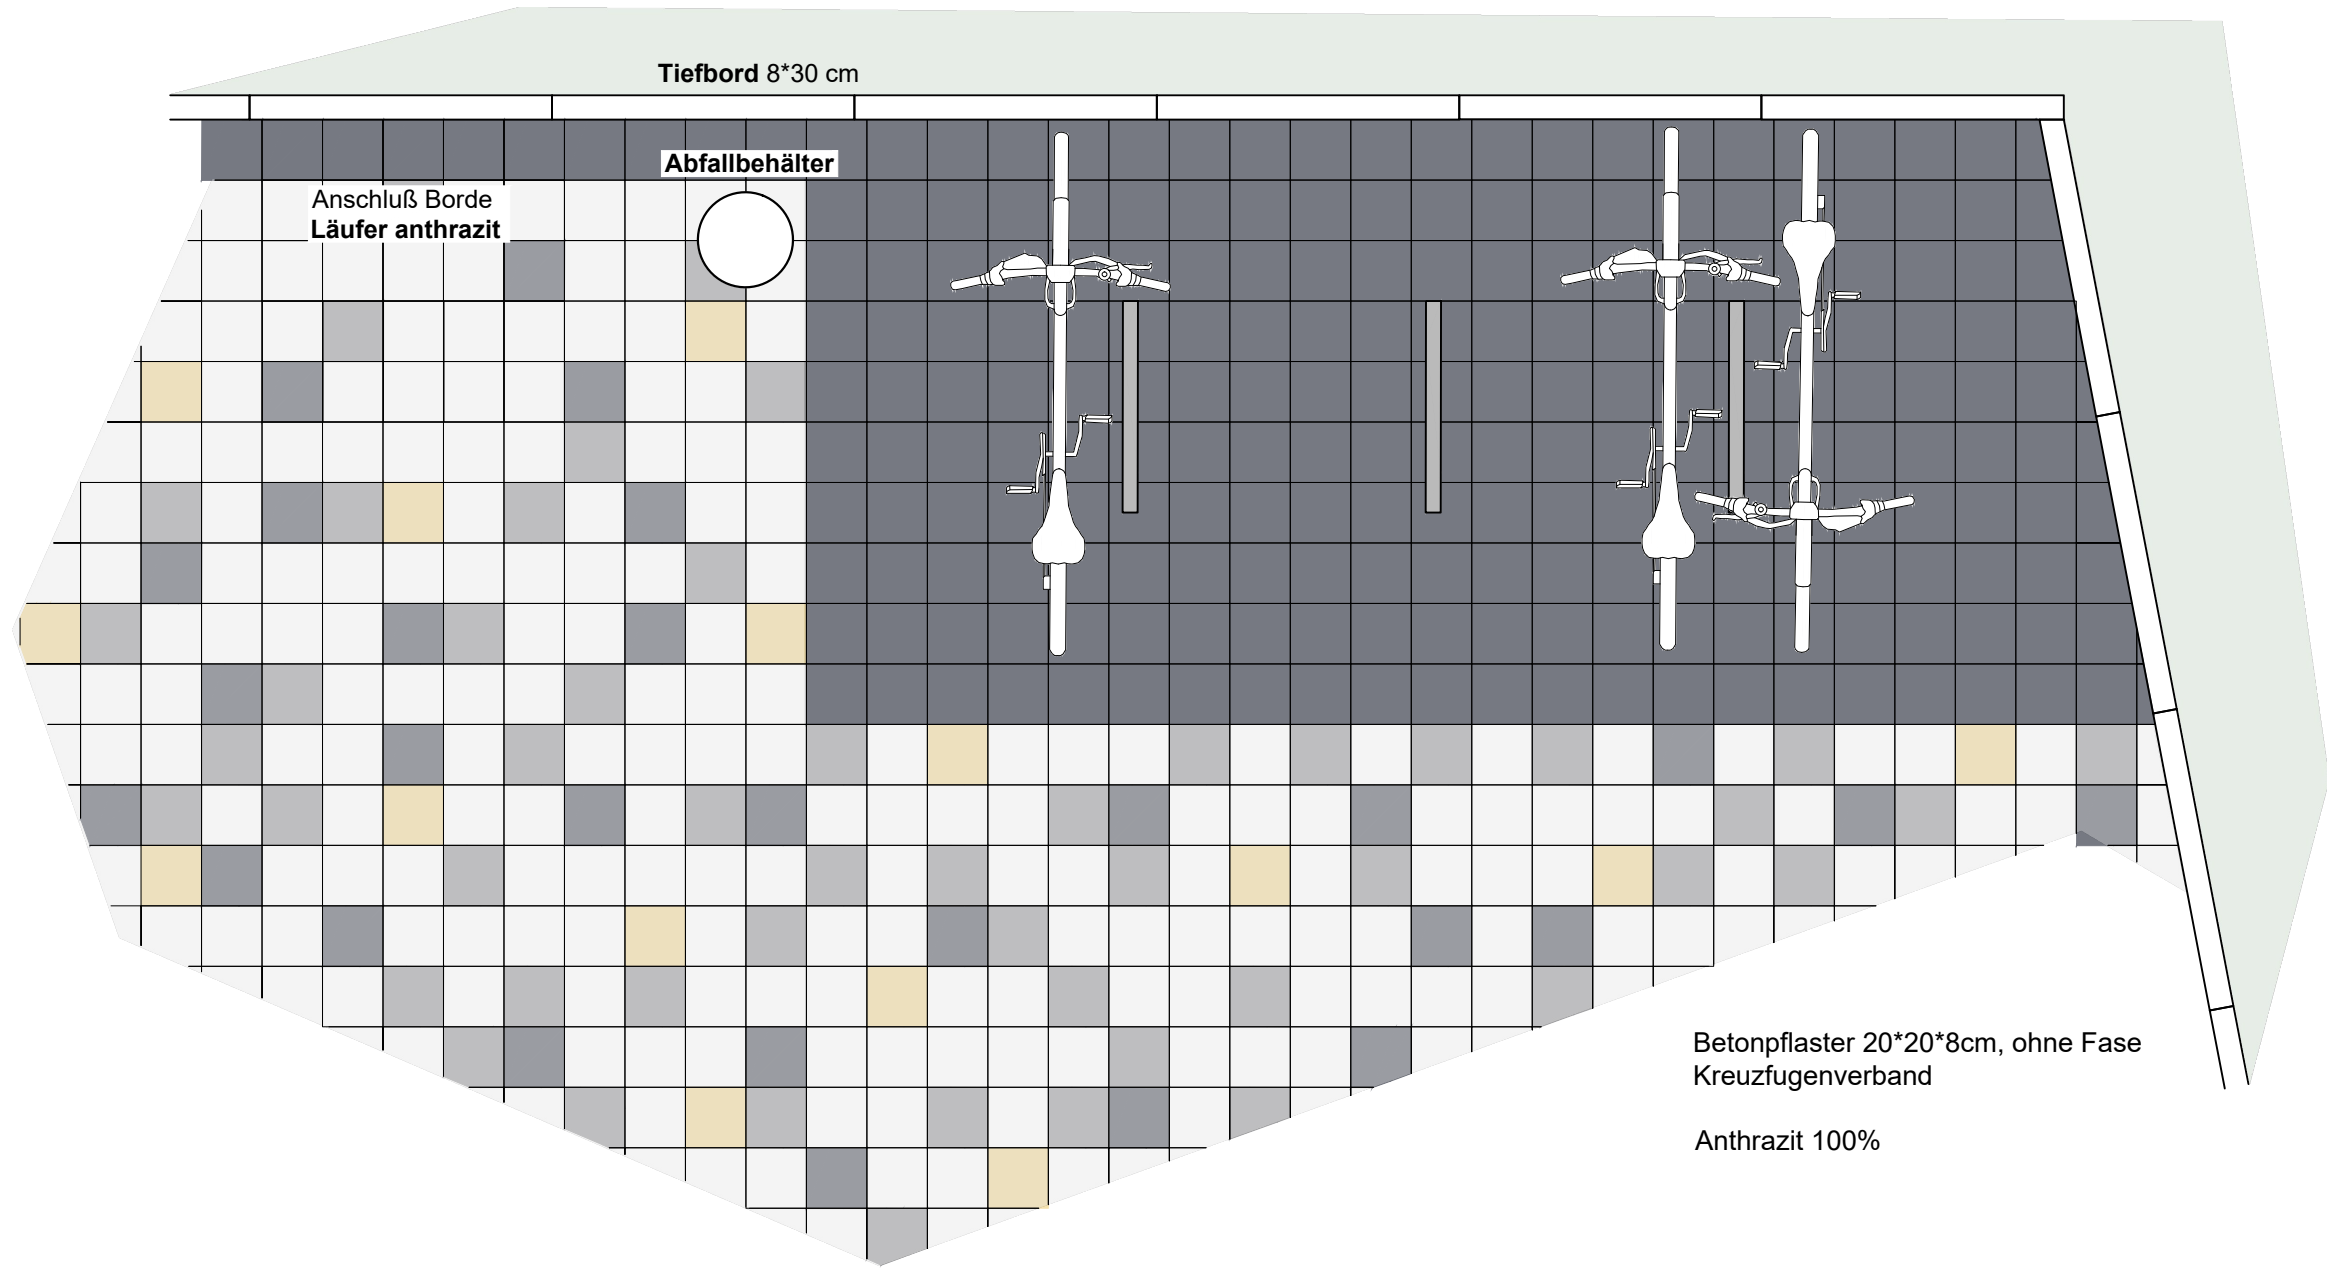 Tiefbord 8*30 cm
Abfallbehälter
Anschluß Borde
Läufer anthrazit
Betonpflaster 20*20*8cm, ohne Fase
Kreuzfugenverband
Anthrazit 100%